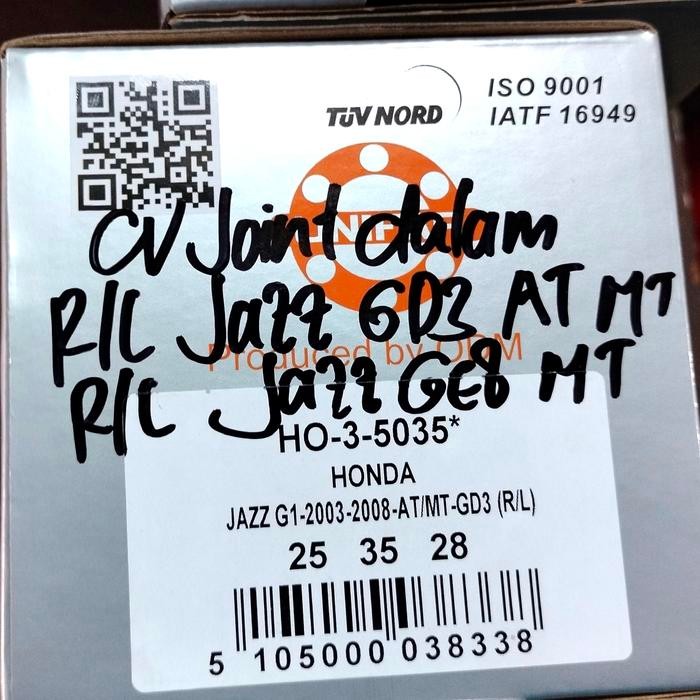 TÜV NORD
ISO 9001
IATF 16949
CV Joint dalam
R/L Jazz GD3 AT MT
Produced by ODM
R/L Jazz GE8 MT
HO-3-5035*
HONDA
JAZZ G1-2003-2008-AT/MT-GD3 (R/L)
25 35 28
5 105000 038338